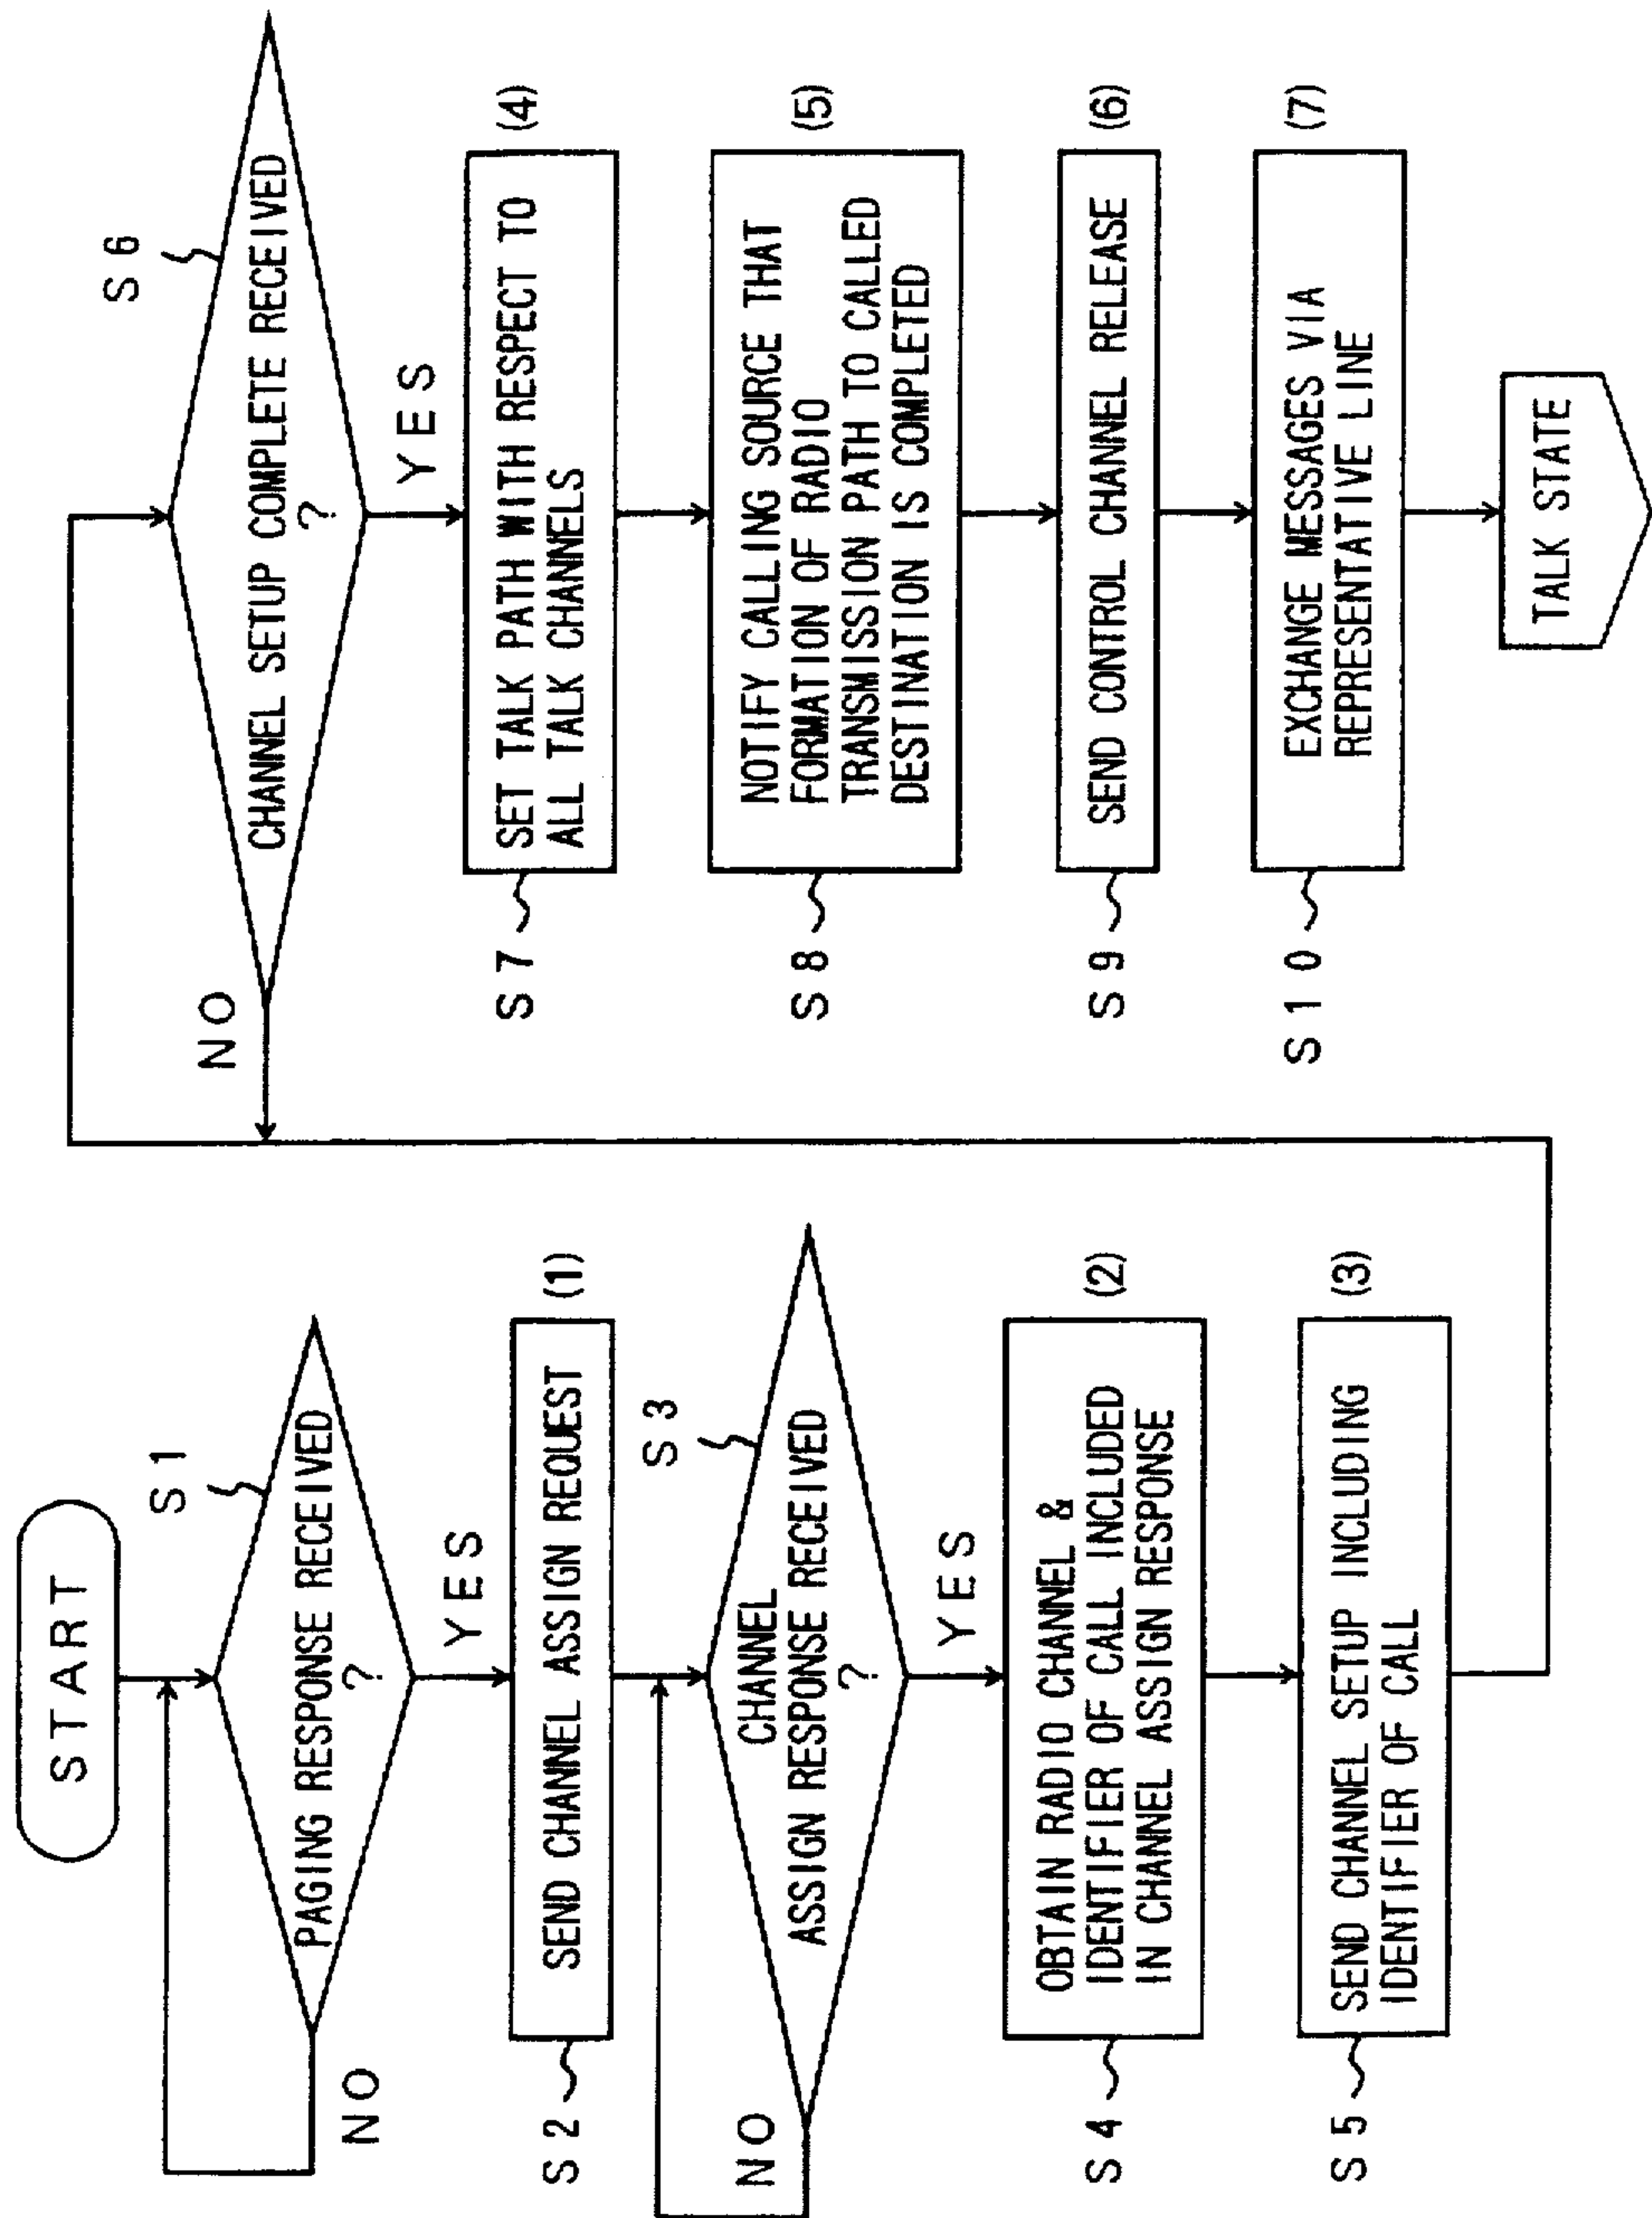 START
S1
PAGING RESPONSE RECEIVED
?
NO
YES
S2
SEND CHANNEL ASSIGN REQUEST
(1)
S3
CHANNEL
ASSIGN RESPONSE RECEIVED
?
NO
YES
S4
OBTAIN RADIO CHANNEL &
IDENTIFIER OF CALL INCLUDED
IN CHANNEL ASSIGN RESPONSE
(2)
S5
SEND CHANNEL SETUP INCLUDING
IDENTIFIER OF CALL
(3)
S6
CHANNEL SETUP COMPLETE RECEIVED
?
NO
YES
S7
SET TALK PATH WITH RESPECT TO
ALL TALK CHANNELS
(4)
S8
NOTIFY CALLING SOURCE THAT
FORMATION OF RADIO
TRANSMISSION PATH TO CALLED
DESTINATION IS COMPLETED
(5)
S9
SEND CONTROL CHANNEL RELEASE
(6)
S10
EXCHANGE MESSAGES VIA
REPRESENTATIVE LINE
(7)
TALK STATE